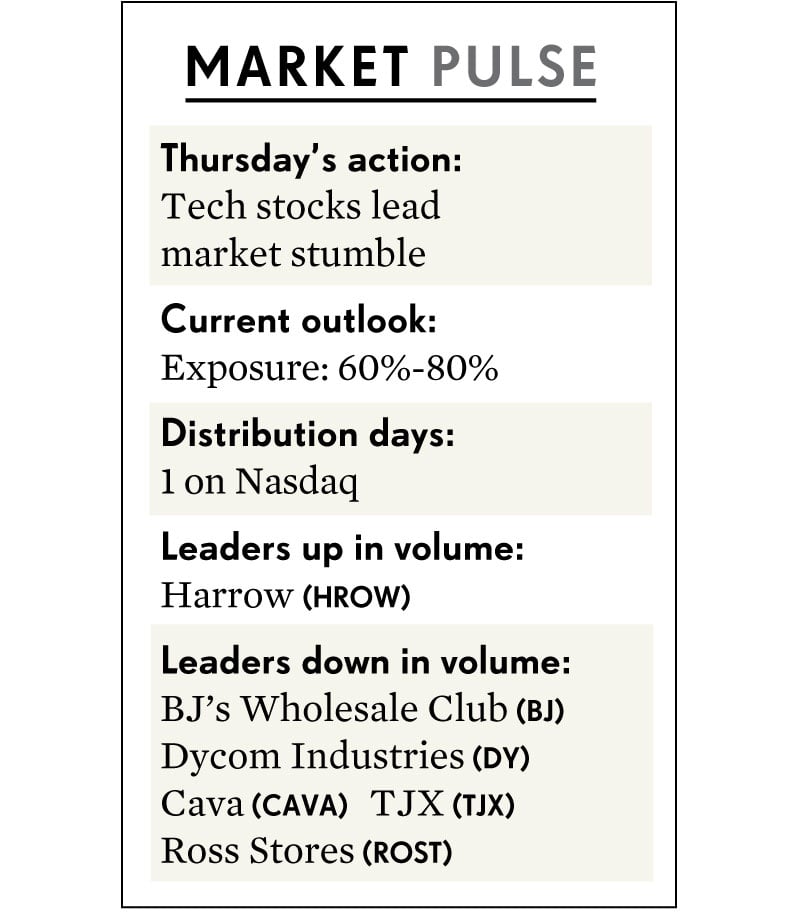 MARKET PULSE
Thursday's action:
Tech stocks lead
market stumble
Current outlook:
Exposure: 60%-80%
Distribution days:
1 on Nasdaq
Leaders up in volume:
Harrow (HROW)
Leaders down in volume:
BJ’s Wholesale Club (BJ)
Dycom Industries (DY)
Cava (CAVA) TJX (TJX)
Ross Stores (ROST)